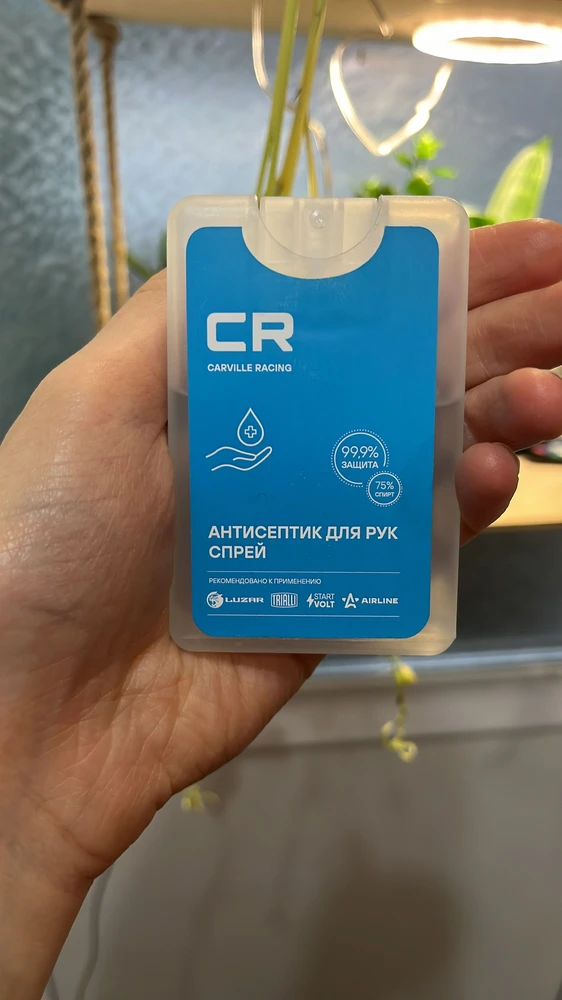 CR
CARVILLE RACING
99,9%
ЗАЩИТА
75%
СПИРТ
АНТИСЕПТИК ДЛЯ РУК
СПРЕЙ
РЕКОМЕНДОВАНО К ПРИМЕНЕНИЮ
LUZAR TRIALLI START VOLT AIRLINE